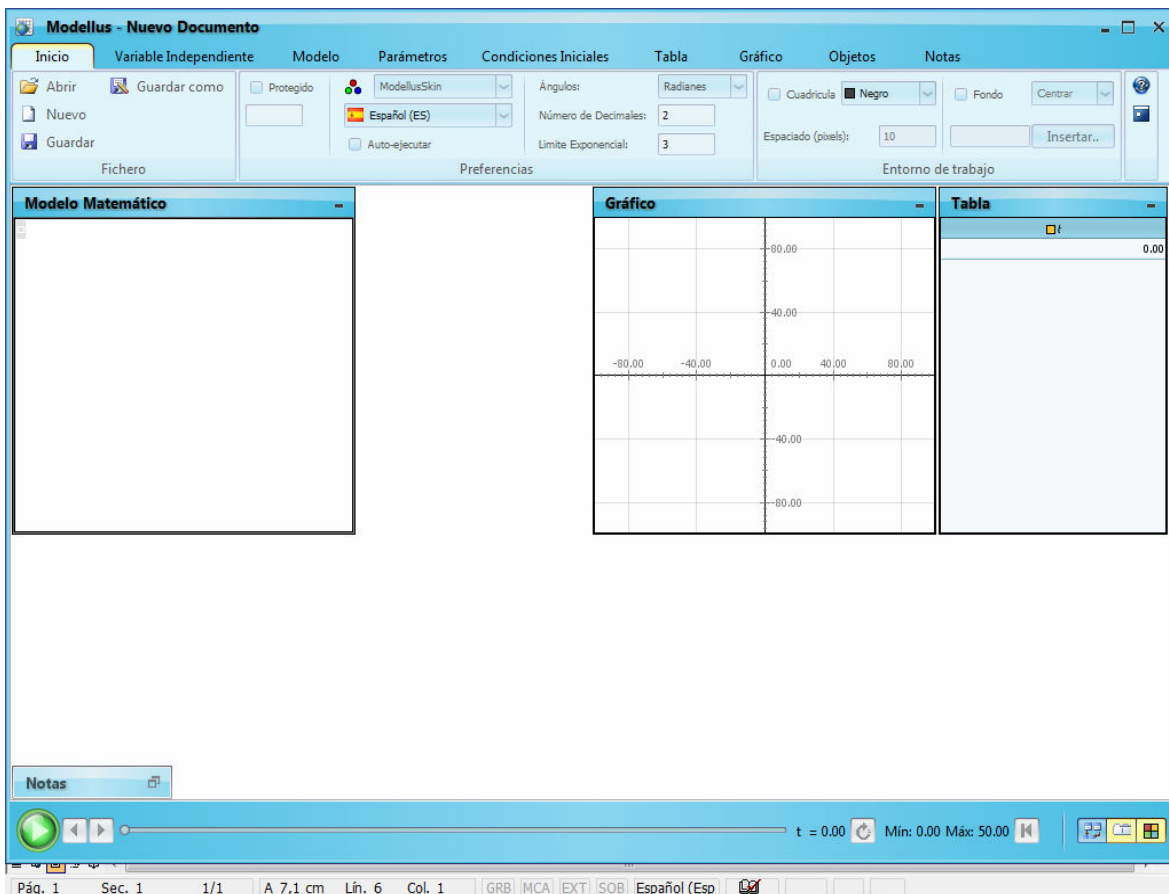 Modellus - Nuevo Documento
Inicio Variable Independiente Modelo Parámetros Condiciones Iniciales Tabla Gráfico Objetos Notas
Abrir Guardar como Protegido ModellusSkin Ángulos: Radianes Cuadricula Negro Fondo Centrar
Nuevo Español (ES) Número de Decimales: 2
Espaciado (pixels): 10 Insertar..
Guardar Auto-ejecutar Limite Exponencial: 3
Fichero Preferencias Entorno de trabajo
Modelo Matemático Gráfico Tabla
t
80.00 0.00
40.00
-80.00 -40.00 0.00 40.00 80.00
-40.00
-80.00
Notas
t = 0.00 Mín: 0.00 Máx: 50.00
Pág. 1 Sec. 1 1/1 A 7,1 cm Lín. 6 Col. 1 GRB MCA EXT SOB Español (Esp